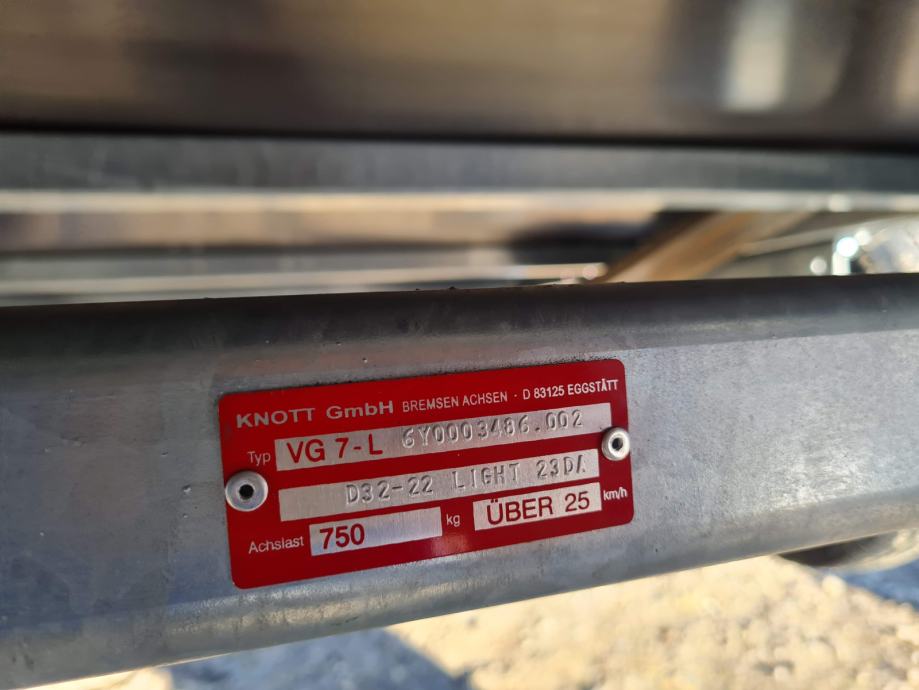 KNOTT GmbH BREMSEN ACHSEN · D 83125 EGGSTÄTT
Typ VG 7-L 6Y0003486.002
D32-22 LIGHT 23DA
Achslast 750 kg ÜBER 25 km/h